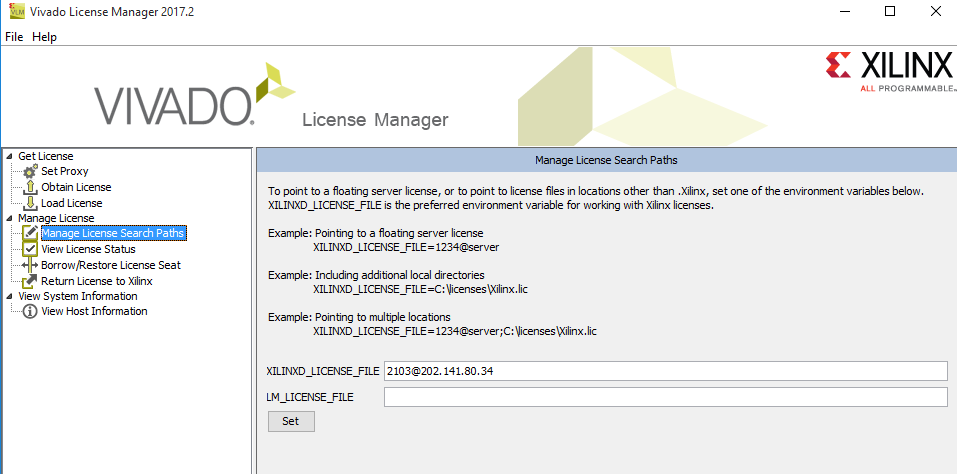 VLM Vivado License Manager 2017.2
File Help
VIVADO. License Manager
XILINX
ALL PROGRAMMABLE™
Get License
Set Proxy
Obtain License
Load License
Manage License
Manage License Search Paths
View License Status
Borrow/Restore License Seat
Return License to Xilinx
View System Information
View Host Information
Manage License Search Paths
To point to a floating server license, or to point to license files in locations other than .Xilinx, set one of the environment variables below.
XILINXD_LICENSE_FILE is the preferred environment variable for working with Xilinx licenses.
Example: Pointing to a floating server license
XILINXD_LICENSE_FILE=1234@server
Example: Including additional local directories
XILINXD_LICENSE_FILE=C:\licenses\Xilinx.lic
Example: Pointing to multiple locations
XILINXD_LICENSE_FILE=1234@server;C:\licenses\Xilinx.lic
XILINXD_LICENSE_FILE 2103@202.141.80.34
LM_LICENSE_FILE
Set